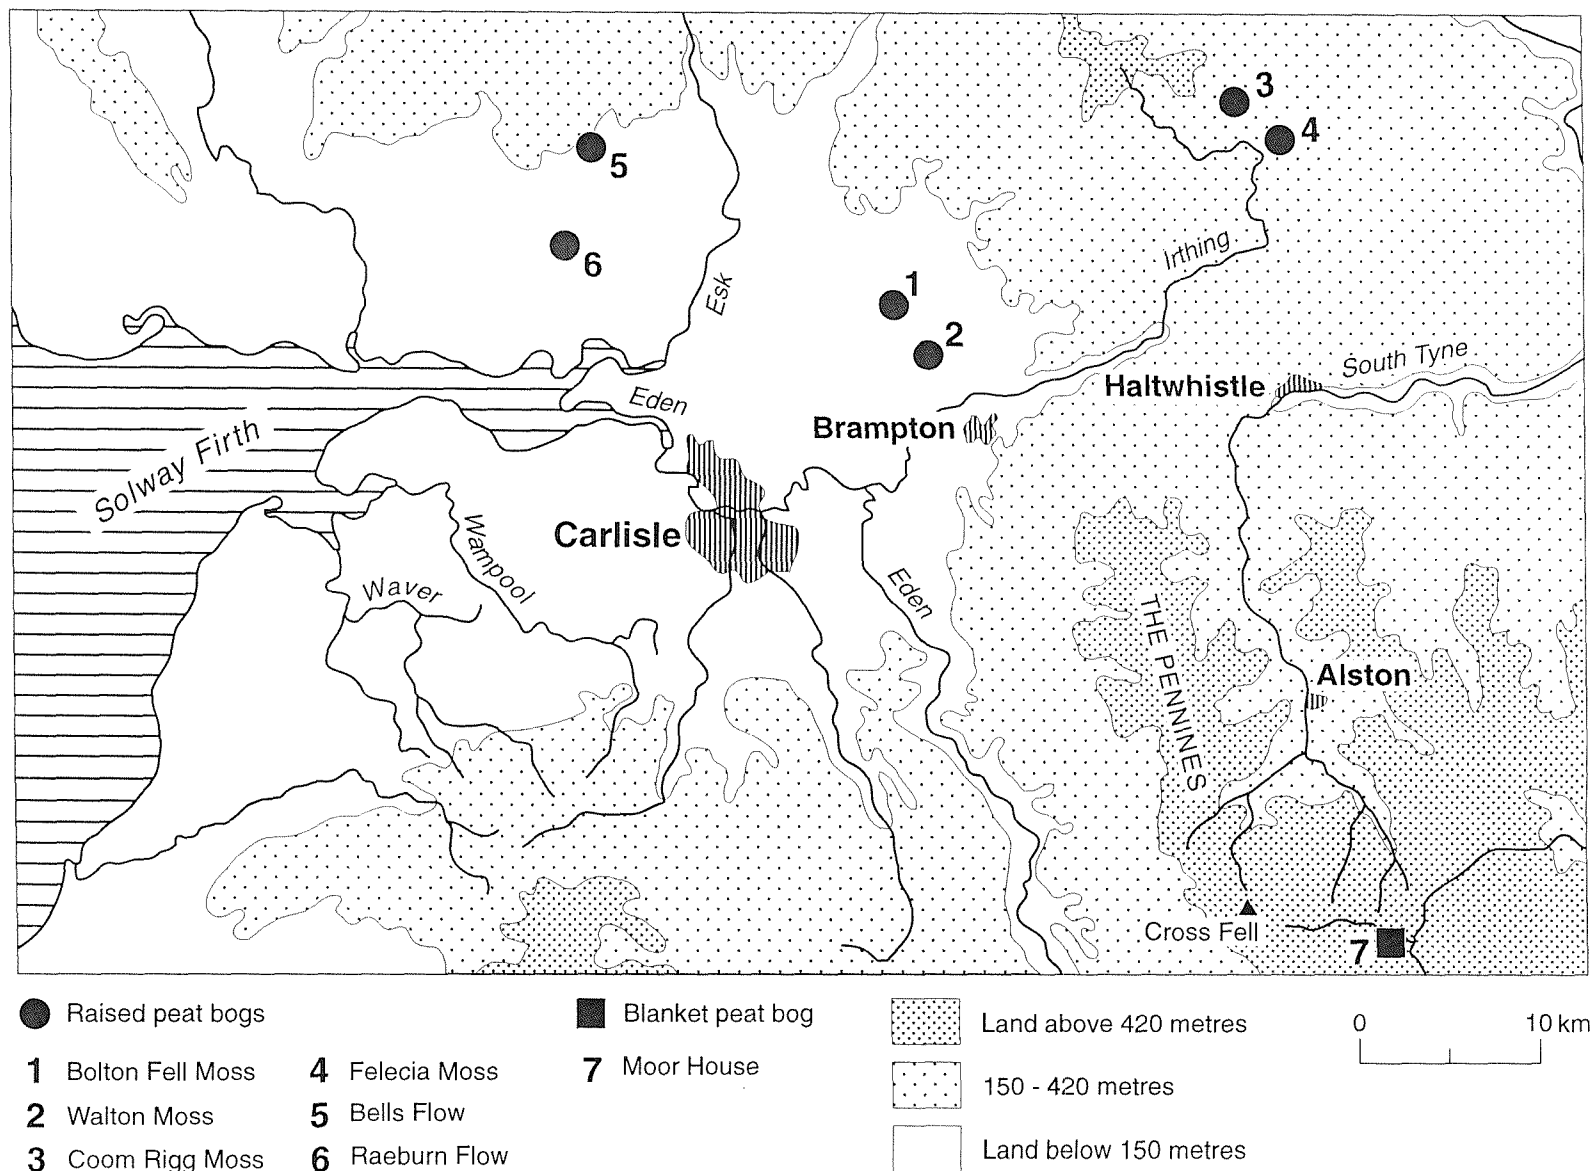 3
4
5
6
Irthing
Esk
1
2
South Tyne
Haltwhistle
Eden
Brampton
Solway Firth
Carlisle
Wampool
Waver
Eden
THE PENNINES
Alston
Cross Fell
7
Raised peat bogs
1 Bolton Fell Moss
2 Walton Moss
3 Coom Rigg Moss
4 Felecia Moss
5 Bells Flow
6 Raeburn Flow
Blanket peat bog
7 Moor House
Land above 420 metres
150 - 420 metres
Land below 150 metres
0 10 km